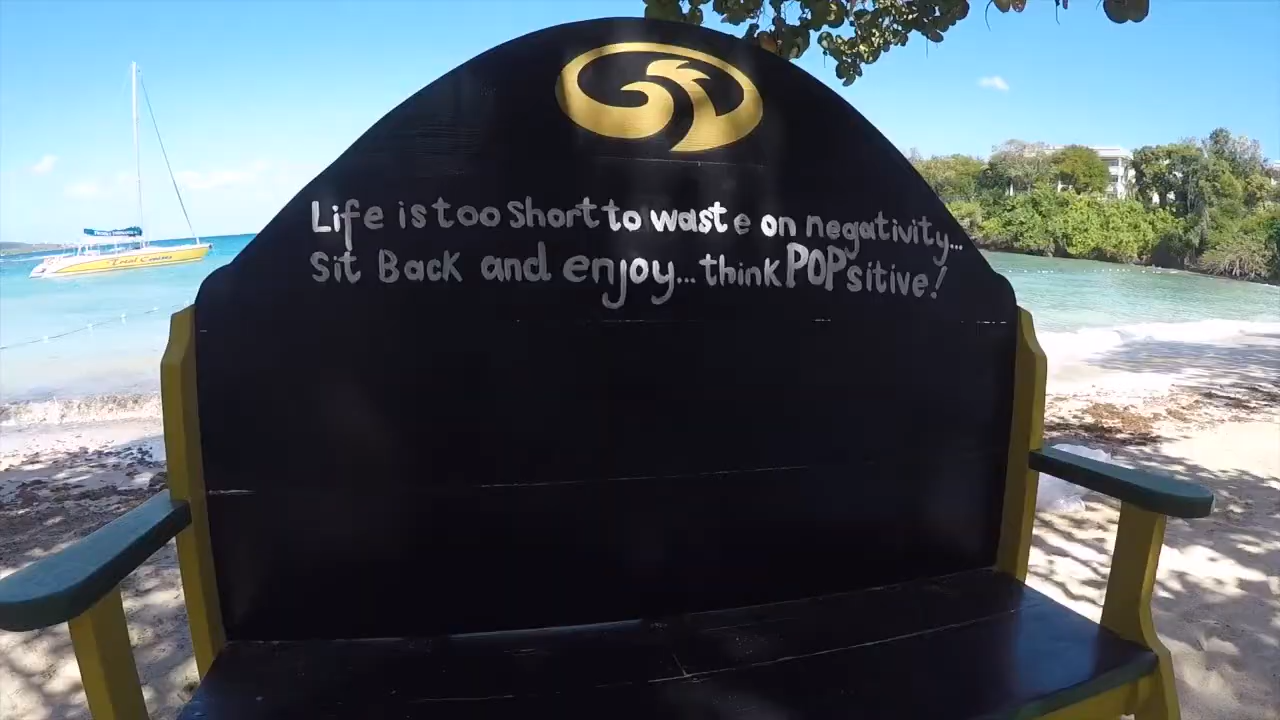 Life is too Short to waste on negativity...
Sit Back and enjoy... think POPsitive!